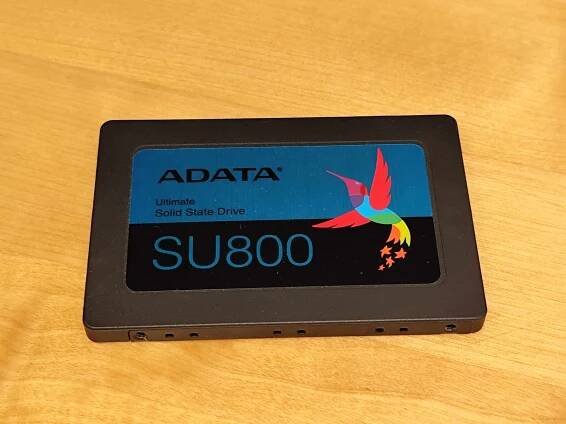 ADATA®
Ultimate
Solid State Drive
SU800